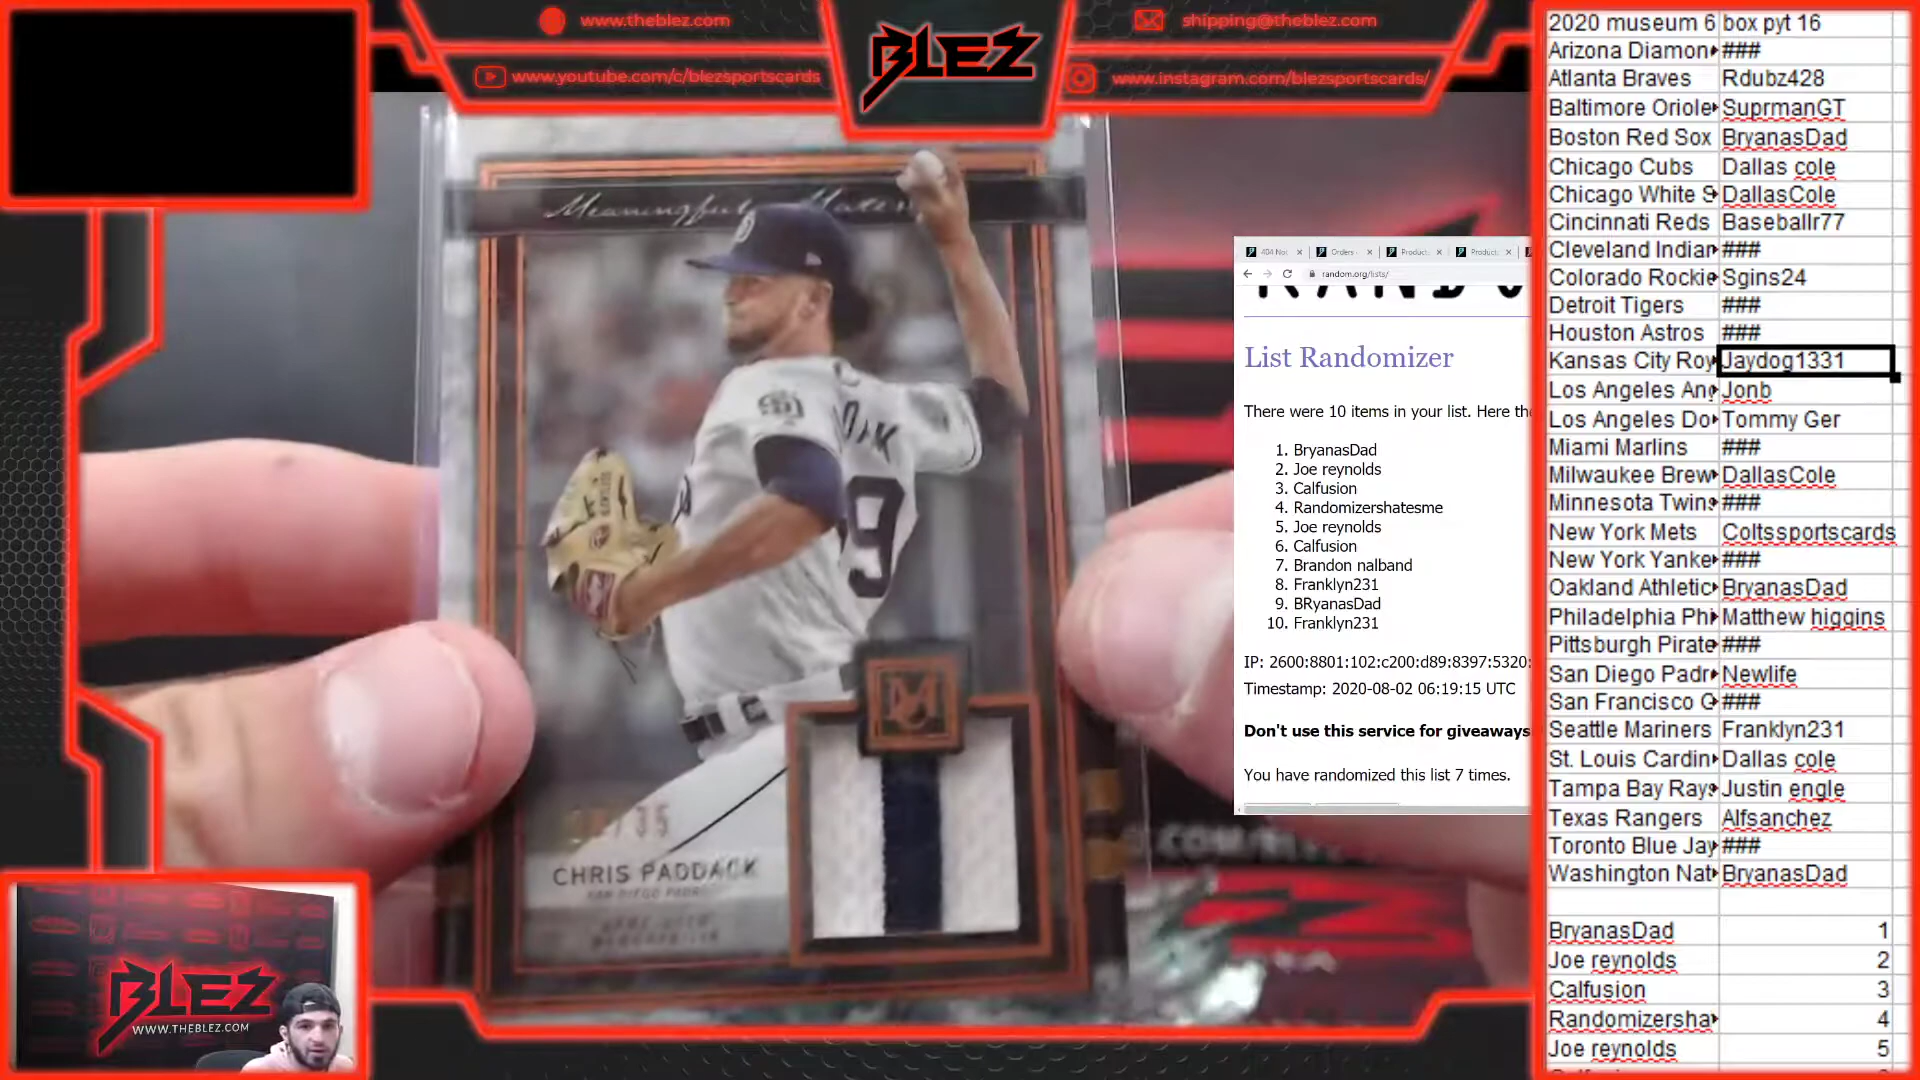 www.theblez.com
shipping@theblez.com
BLEZ
www.youtube.com/c/blezsportscards
www.instagram.com/blezsportscards/
Meaningful
CHRIS PADDACK
SAN DIEGO PADRES
/35
9
M
random.org/lists/
List Randomizer
There were 10 items in your list. Here
1. BryanasDad
2. Joe reynolds
3. Calfusion
4. Randomizershatesme
5. Joe reynolds
6. Calfusion
7. Brandon nalband
8. Franklyn231
9. BRyanasDad
10. Franklyn231
IP: 2600:8801:102:c200:d89:8397:5320:
Timestamp: 2020-08-02 06:19:15 UTC
Don't use this service for giveaways
You have randomized this list 7 times.
2020 museum 6 box pyt 16
Arizona Diamon ###
Atlanta Braves Rdubz428
Baltimore Oriole SuprmanGT
Boston Red Sox BryanasDad
Chicago Cubs Dallas cole
Chicago White S DallasCole
Cincinnati Reds Baseballr77
Cleveland Indian ###
Colorado Rockie Sgins24
Detroit Tigers ###
Houston Astros ###
Kansas City Roy Jaydog1331
Los Angeles Ang Jonb
Los Angeles Do Tommy Ger
Miami Marlins ###
Milwaukee Brew DallasCole
Minnesota Twins ###
New York Mets Coltssportscards
New York Yanke ###
Oakland Athletic BryanasDad
Philadelphia Phi Matthew higgins
Pittsburgh Pirate ###
San Diego Padr Newlife
San Francisco G ###
Seattle Mariners Franklyn231
St. Louis Cardin Dallas cole
Tampa Bay Rays Justin engle
Texas Rangers Alfsanchez
Toronto Blue Jay ###
Washington Nat BryanasDad
BryanasDad 1
Joe reynolds 2
Calfusion 3
Randomizersha 4
Joe reynolds 5
BLEZ
WWW.THEBLEZ.COM